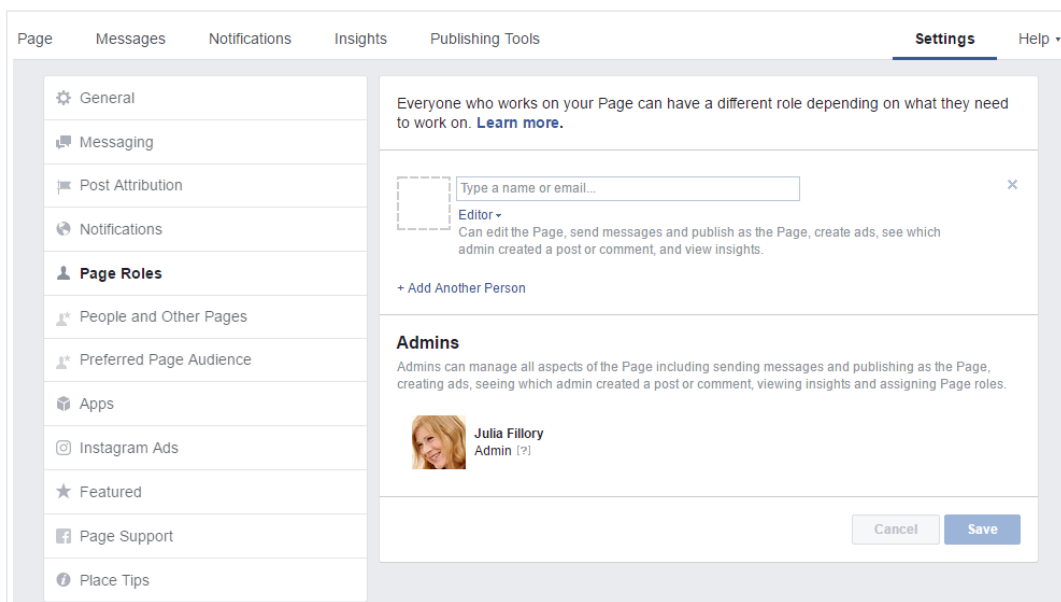 Page Messages Notifications Insights Publishing Tools Settings Help
General
Messaging
Post Attribution
Notifications
Page Roles
People and Other Pages
Preferred Page Audience
Apps
Instagram Ads
Featured
Page Support
Place Tips
Everyone who works on your Page can have a different role depending on what they need
to work on. Learn more.
Type a name or email...
Editor
Can edit the Page, send messages and publish as the Page, create ads, see which
admin created a post or comment, and view insights.
+ Add Another Person
Admins
Admins can manage all aspects of the Page including sending messages and publishing as the Page,
creating ads, seeing which admin created a post or comment, viewing insights and assigning Page roles.
Julia Fillory
Admin [?]
Cancel Save